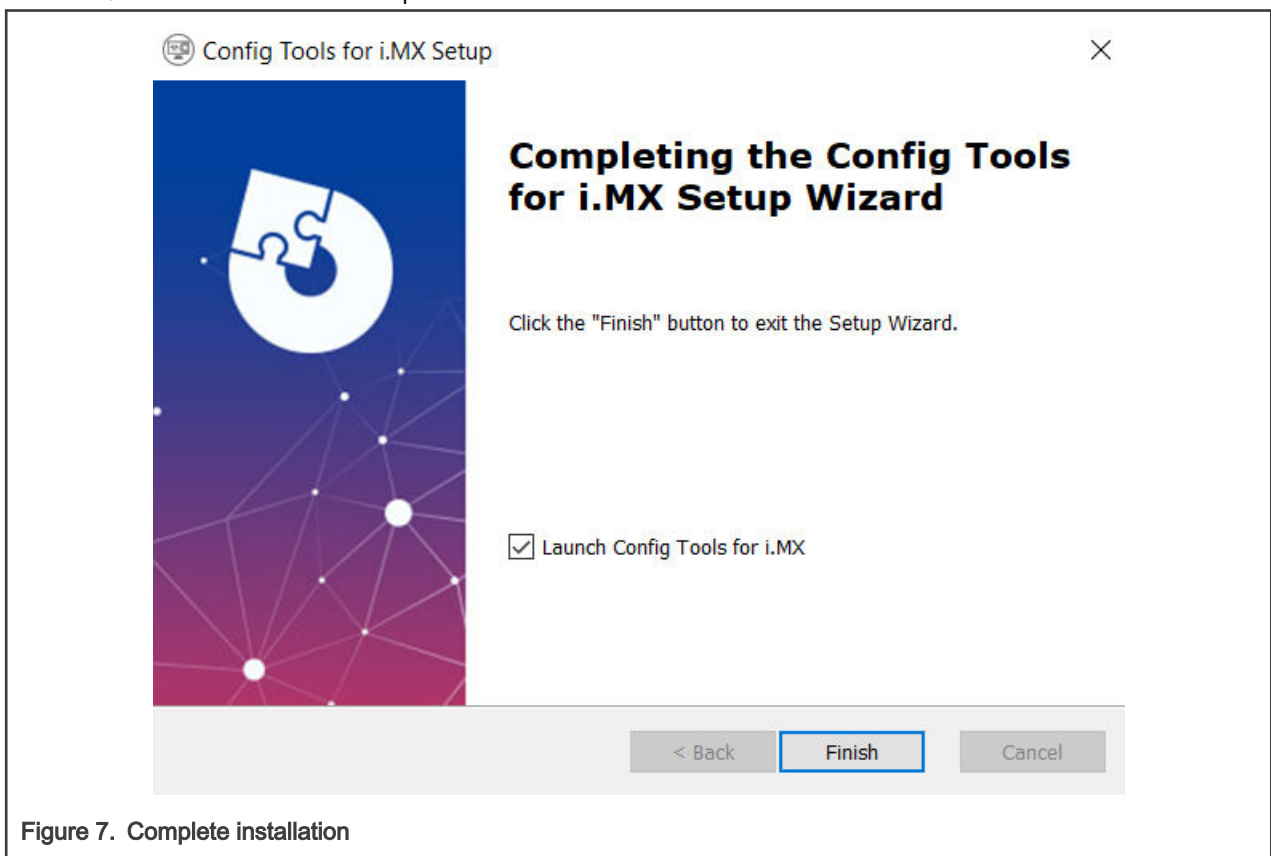 Config Tools for i.MX Setup
Completing the Config Tools
for i.MX Setup Wizard
Click the "Finish" button to exit the Setup Wizard.
Launch Config Tools for i.MX
< Back Finish Cancel
Figure 7. Complete installation